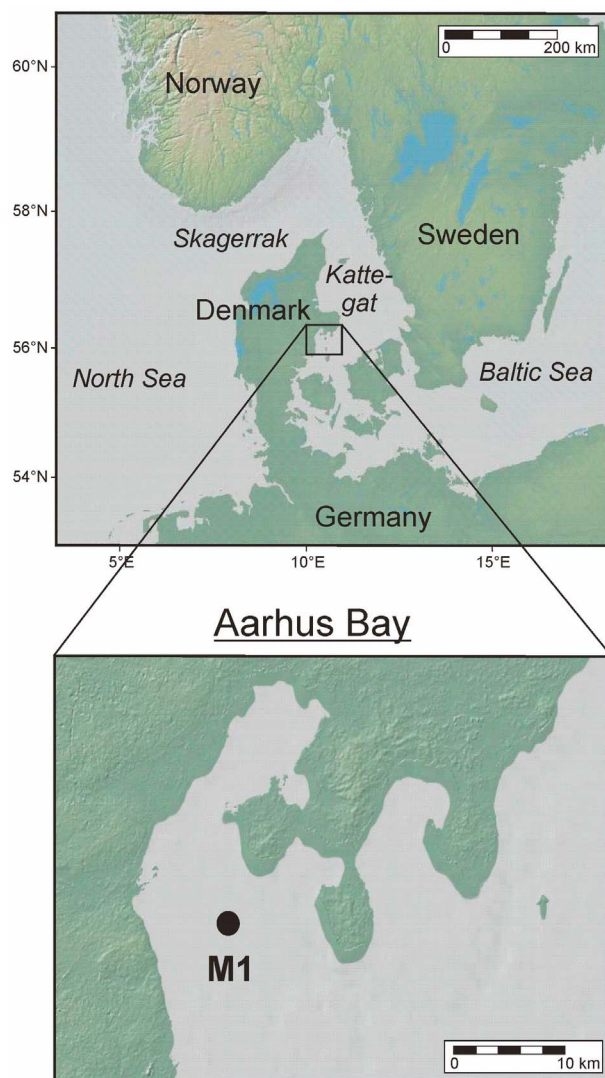 60°N
Norway
0 200 km
58°N
Skagerrak
Sweden
Katte-
gat
Denmark
56°N
North Sea
Baltic Sea
54°N
Germany
5°E 10°E 15°E
Aarhus Bay
M1
0 10 km